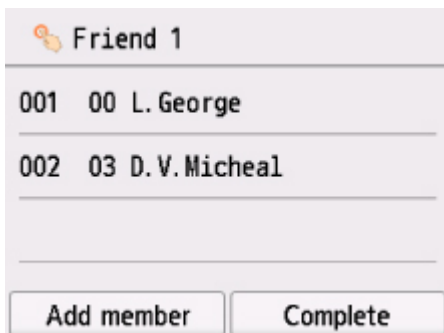 Friend 1
001 00 L.George
002 03 D.V.Micheal
Add member Complete